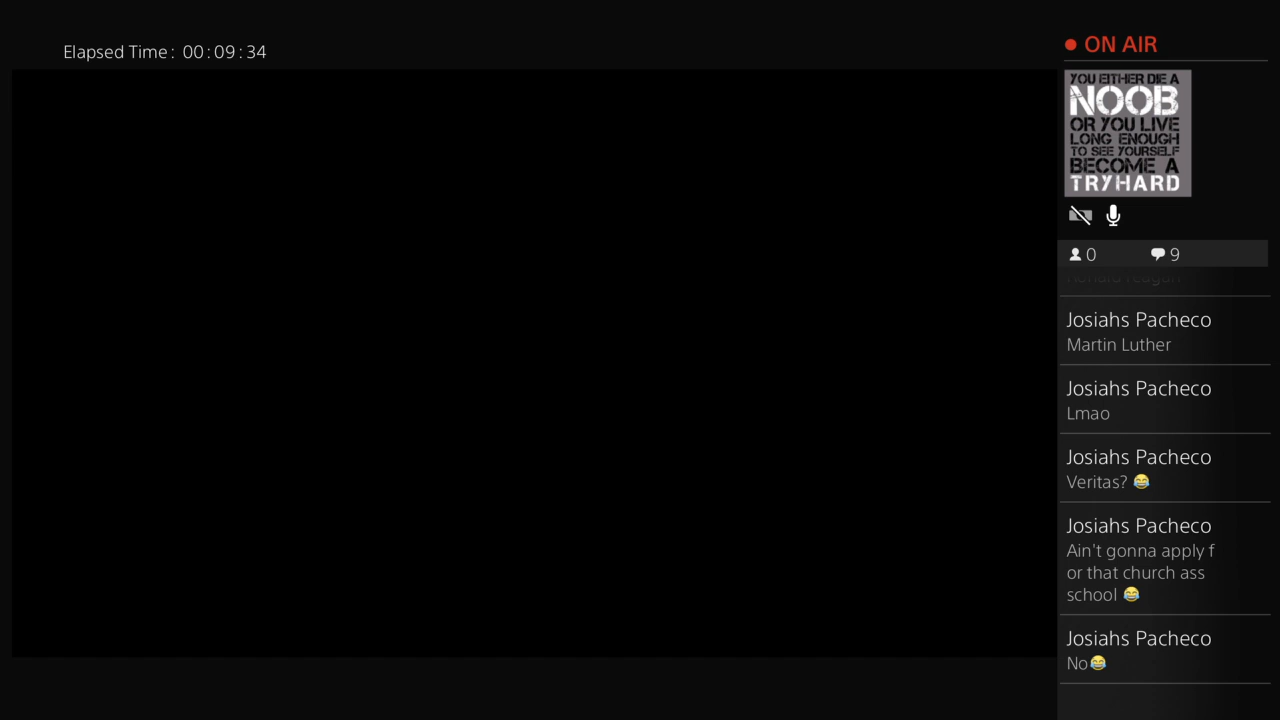 Elapsed Time: 00:09:34
ON AIR
YOU EITHER DIE A
NOOB
OR YOU LIVE
LONG ENOUGH
TO SEE YOURSELF
BECOME A
TRYHARD
0 9
Ronald reagan
Josiahs Pacheco
Martin Luther
Josiahs Pacheco
Lmao
Josiahs Pacheco
Veritas? 😂
Josiahs Pacheco
Ain't gonna apply f
or that church ass
school 😂
Josiahs Pacheco
No😂